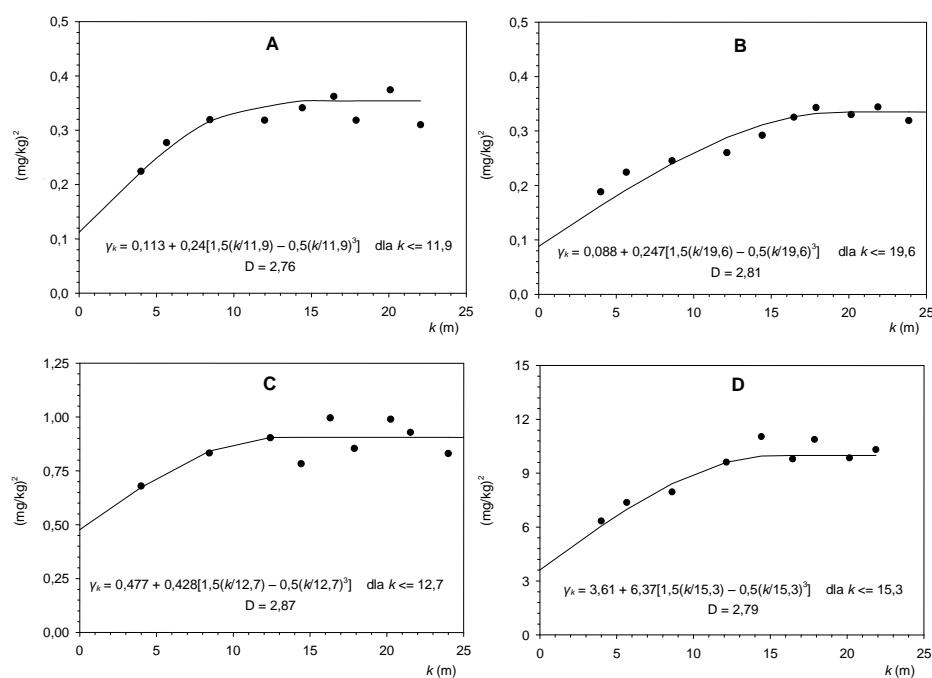 0,5
A
0,4
0,3
(mg/kg)²
0,2
0,1
γₖ = 0,113 + 0,24[1,5(k/11,9) – 0,5(k/11,9)³] dla k <= 11,9
D = 2,76
0,0
0 5 10 15 20 25
k (m)
0,5
B
0,4
0,3
(mg/kg)²
0,2
0,1
γₖ = 0,088 + 0,247[1,5(k/19,6) – 0,5(k/19,6)³] dla k <= 19,6
D = 2,81
0,0
0 5 10 15 20 25
k (m)
1,25
C
1,00
0,75
(mg/kg)²
0,50
0,25
γₖ = 0,477 + 0,428[1,5(k/12,7) – 0,5(k/12,7)³] dla k <= 12,7
D = 2,87
0,00
0 5 10 15 20 25
k (m)
15
D
12
9
(mg/kg)²
6
3
γₖ = 3,61 + 6,37[1,5(k/15,3) – 0,5(k/15,3)³] dla k <= 15,3
D = 2,79
0
0 5 10 15 20 25
k (m)